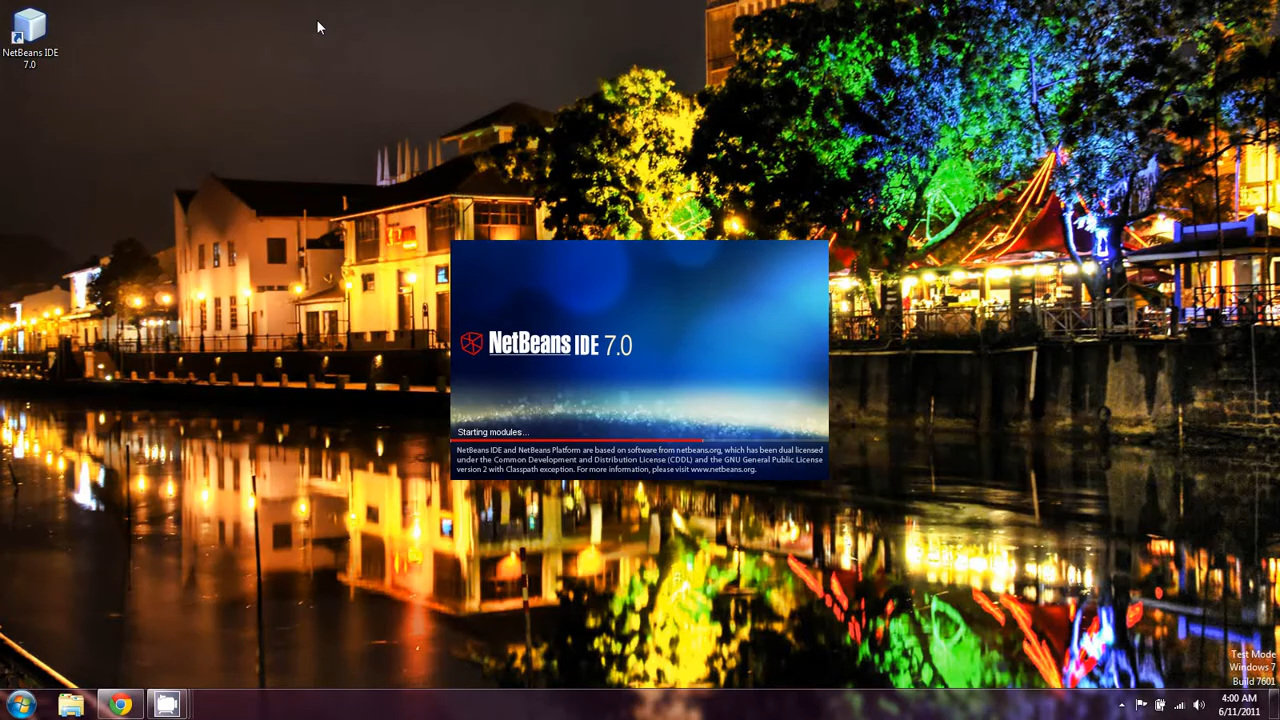 NetBeans IDE
7.0
NetBeans IDE 7.0
Starting modules...
NetBeans IDE and NetBeans Platform are based on software from netbeans.org, which has been dual licensed
under the Common Development and Distribution License (CDDL) and the GNU General Public License
version 2 with Classpath exception. For more information, please visit www.netbeans.org.
Test Mode
Windows 7
Build 7601
4:00 AM
6/11/2011